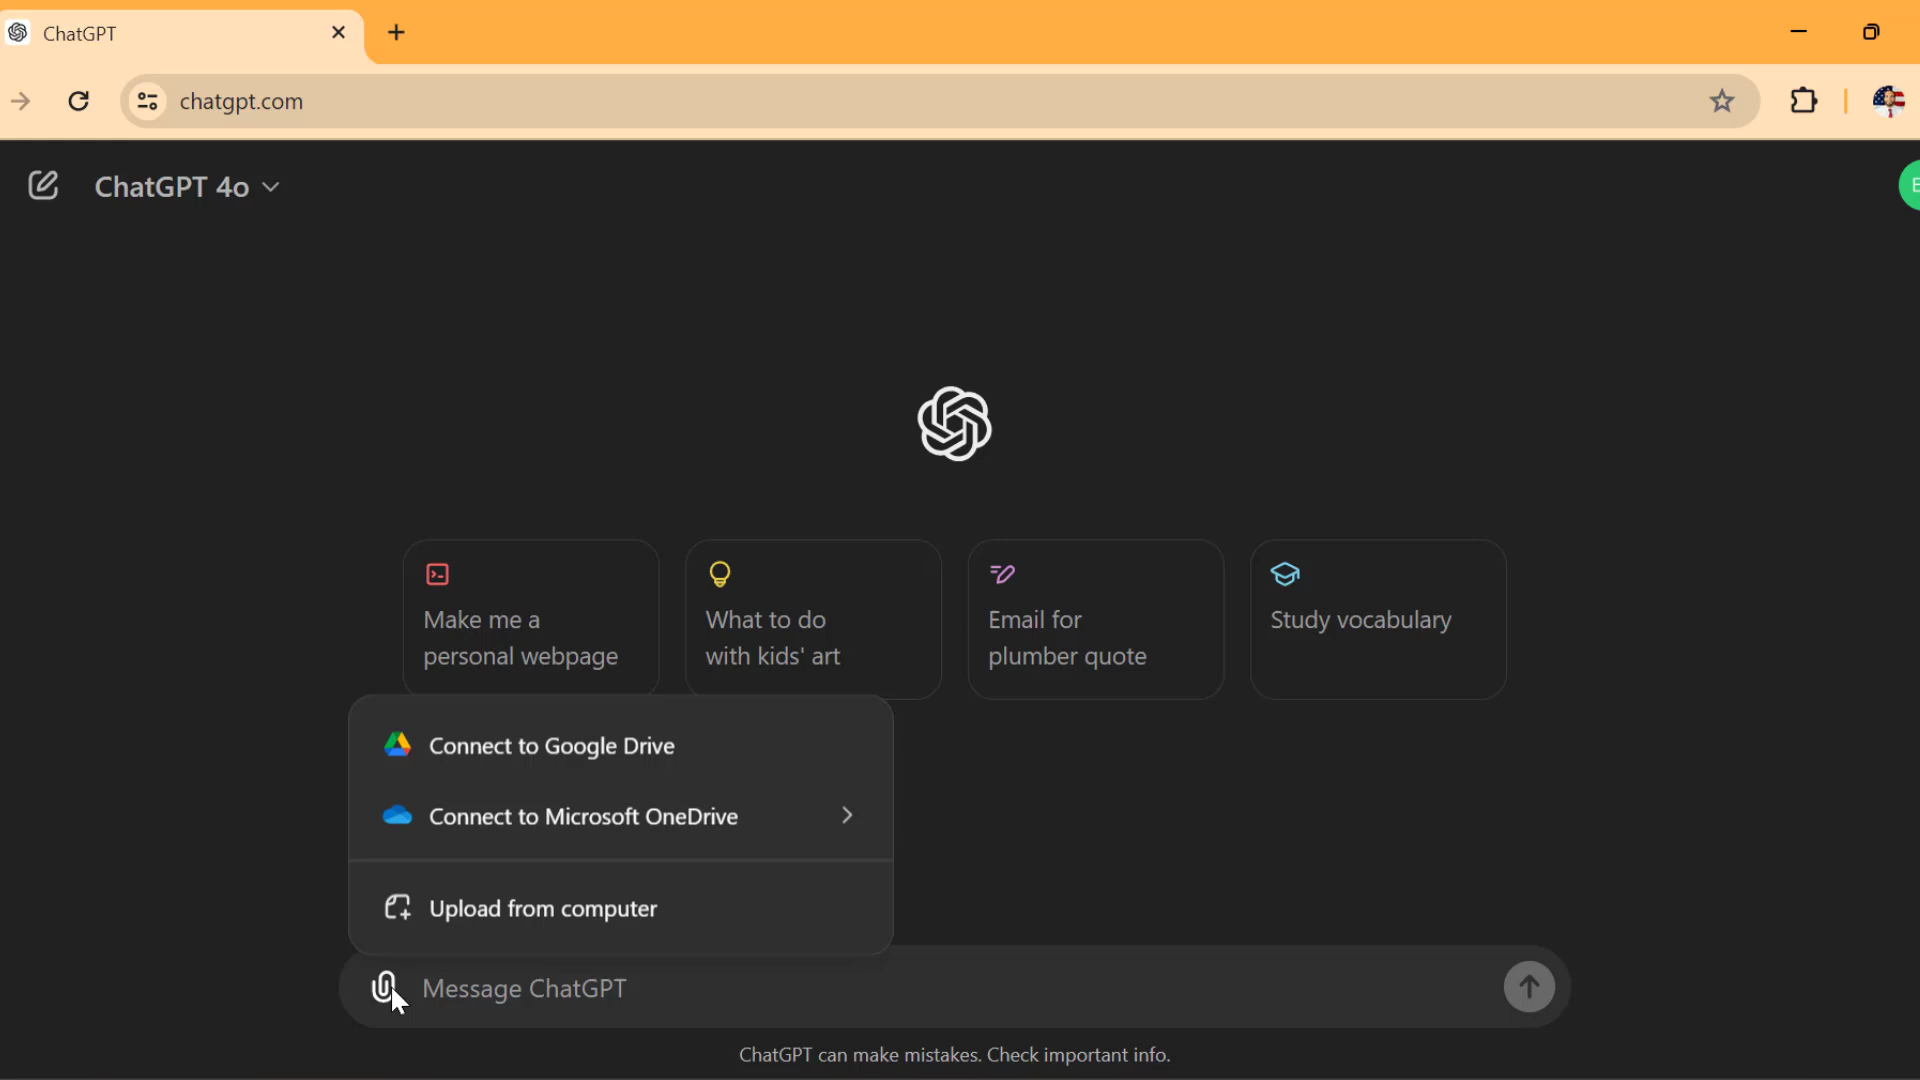 ChatGPT
chatgpt.com
ChatGPT 4o
Make me a
personal webpage
What to do
with kids' art
Email for
plumber quote
Study vocabulary
Connect to Google Drive
Connect to Microsoft OneDrive
Upload from computer
Message ChatGPT
ChatGPT can make mistakes. Check important info.